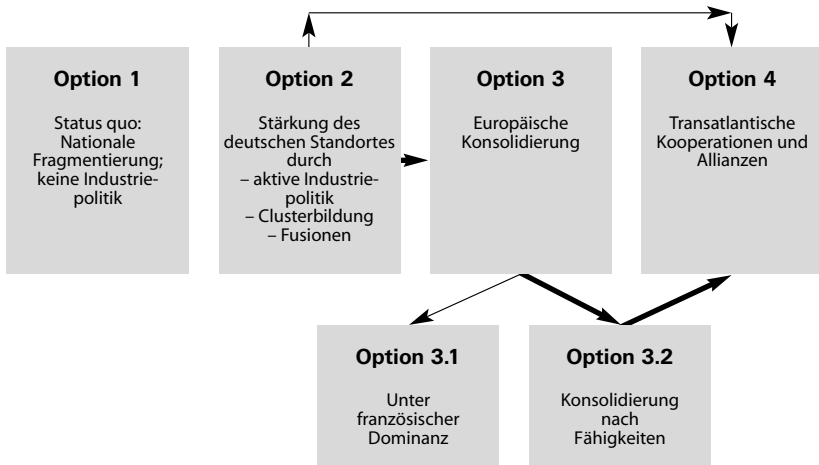 Option 1
Status quo:
Nationale
Fragmentierung;
keine Industrie-
politik
Option 2
Stärkung des
deutschen Standortes
durch
– aktive Industrie-
politik
– Clusterbildung
– Fusionen
Option 3
Europäische
Konsolidierung
Option 4
Transatlantische
Kooperationen und
Allianzen
Option 3.1
Unter
französischer
Dominanz
Option 3.2
Konsolidierung
nach
Fähigkeiten